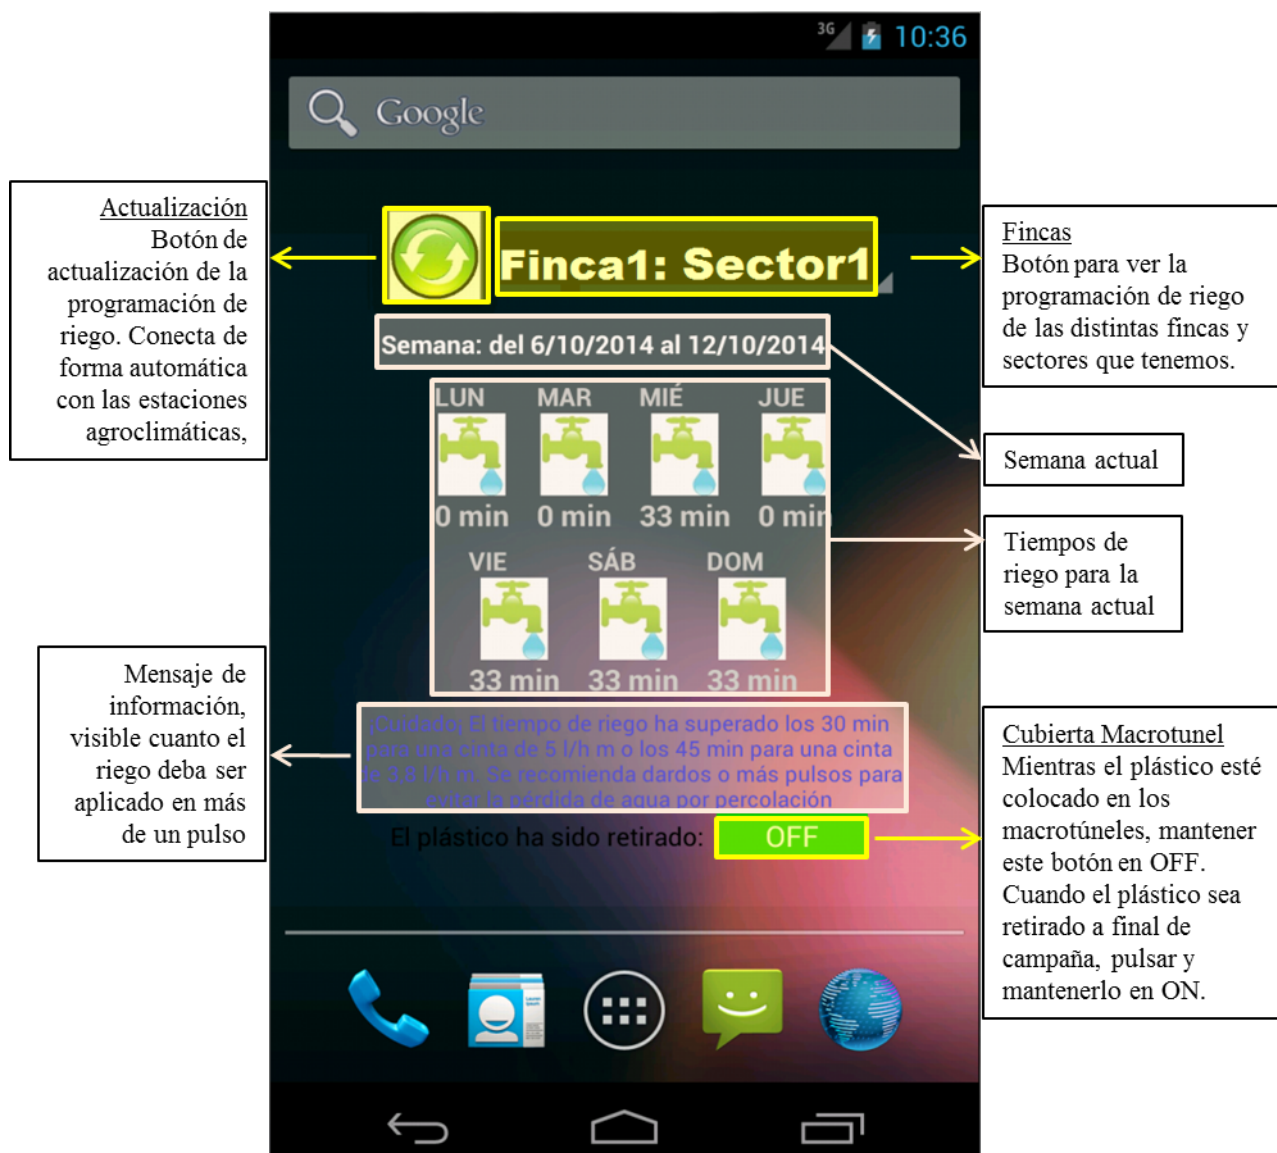 3G 10:36
Google
Actualización
Botón de
actualización de la
programación de
riego. Conecta de
forma automática
con las estaciones
agroclimáticas,
Finca1: Sector1
Fincas
Botón para ver la
programación de riego
de las distintas fincas y
sectores que tenemos.
Semana: del 6/10/2014 al 12/10/2014
Semana actual
LUN MAR MIÉ JUE
0 min 0 min 33 min 0 min
VIE SÁB DOM
33 min 33 min 33 min
Tiempos de
riego para la
semana actual
Mensaje de
información,
visible cuanto el
riego deba ser
aplicado en más
de un pulso
¡Cuidado¡ El tiempo de riego ha superado los 30 min
para una cinta de 5 l/h m o los 45 min para una cinta
de 3,8 l/h m. Se recomienda dardos o más pulsos para
evitar la pérdida de agua por percolación
El plástico ha sido retirado: OFF
Cubierta Macrotunel
Mientras el plástico esté
colocado en los
macrotúneles, mantener
este botón en OFF.
Cuando el plástico sea
retirado a final de
campaña, pulsar y
mantenerlo en ON.